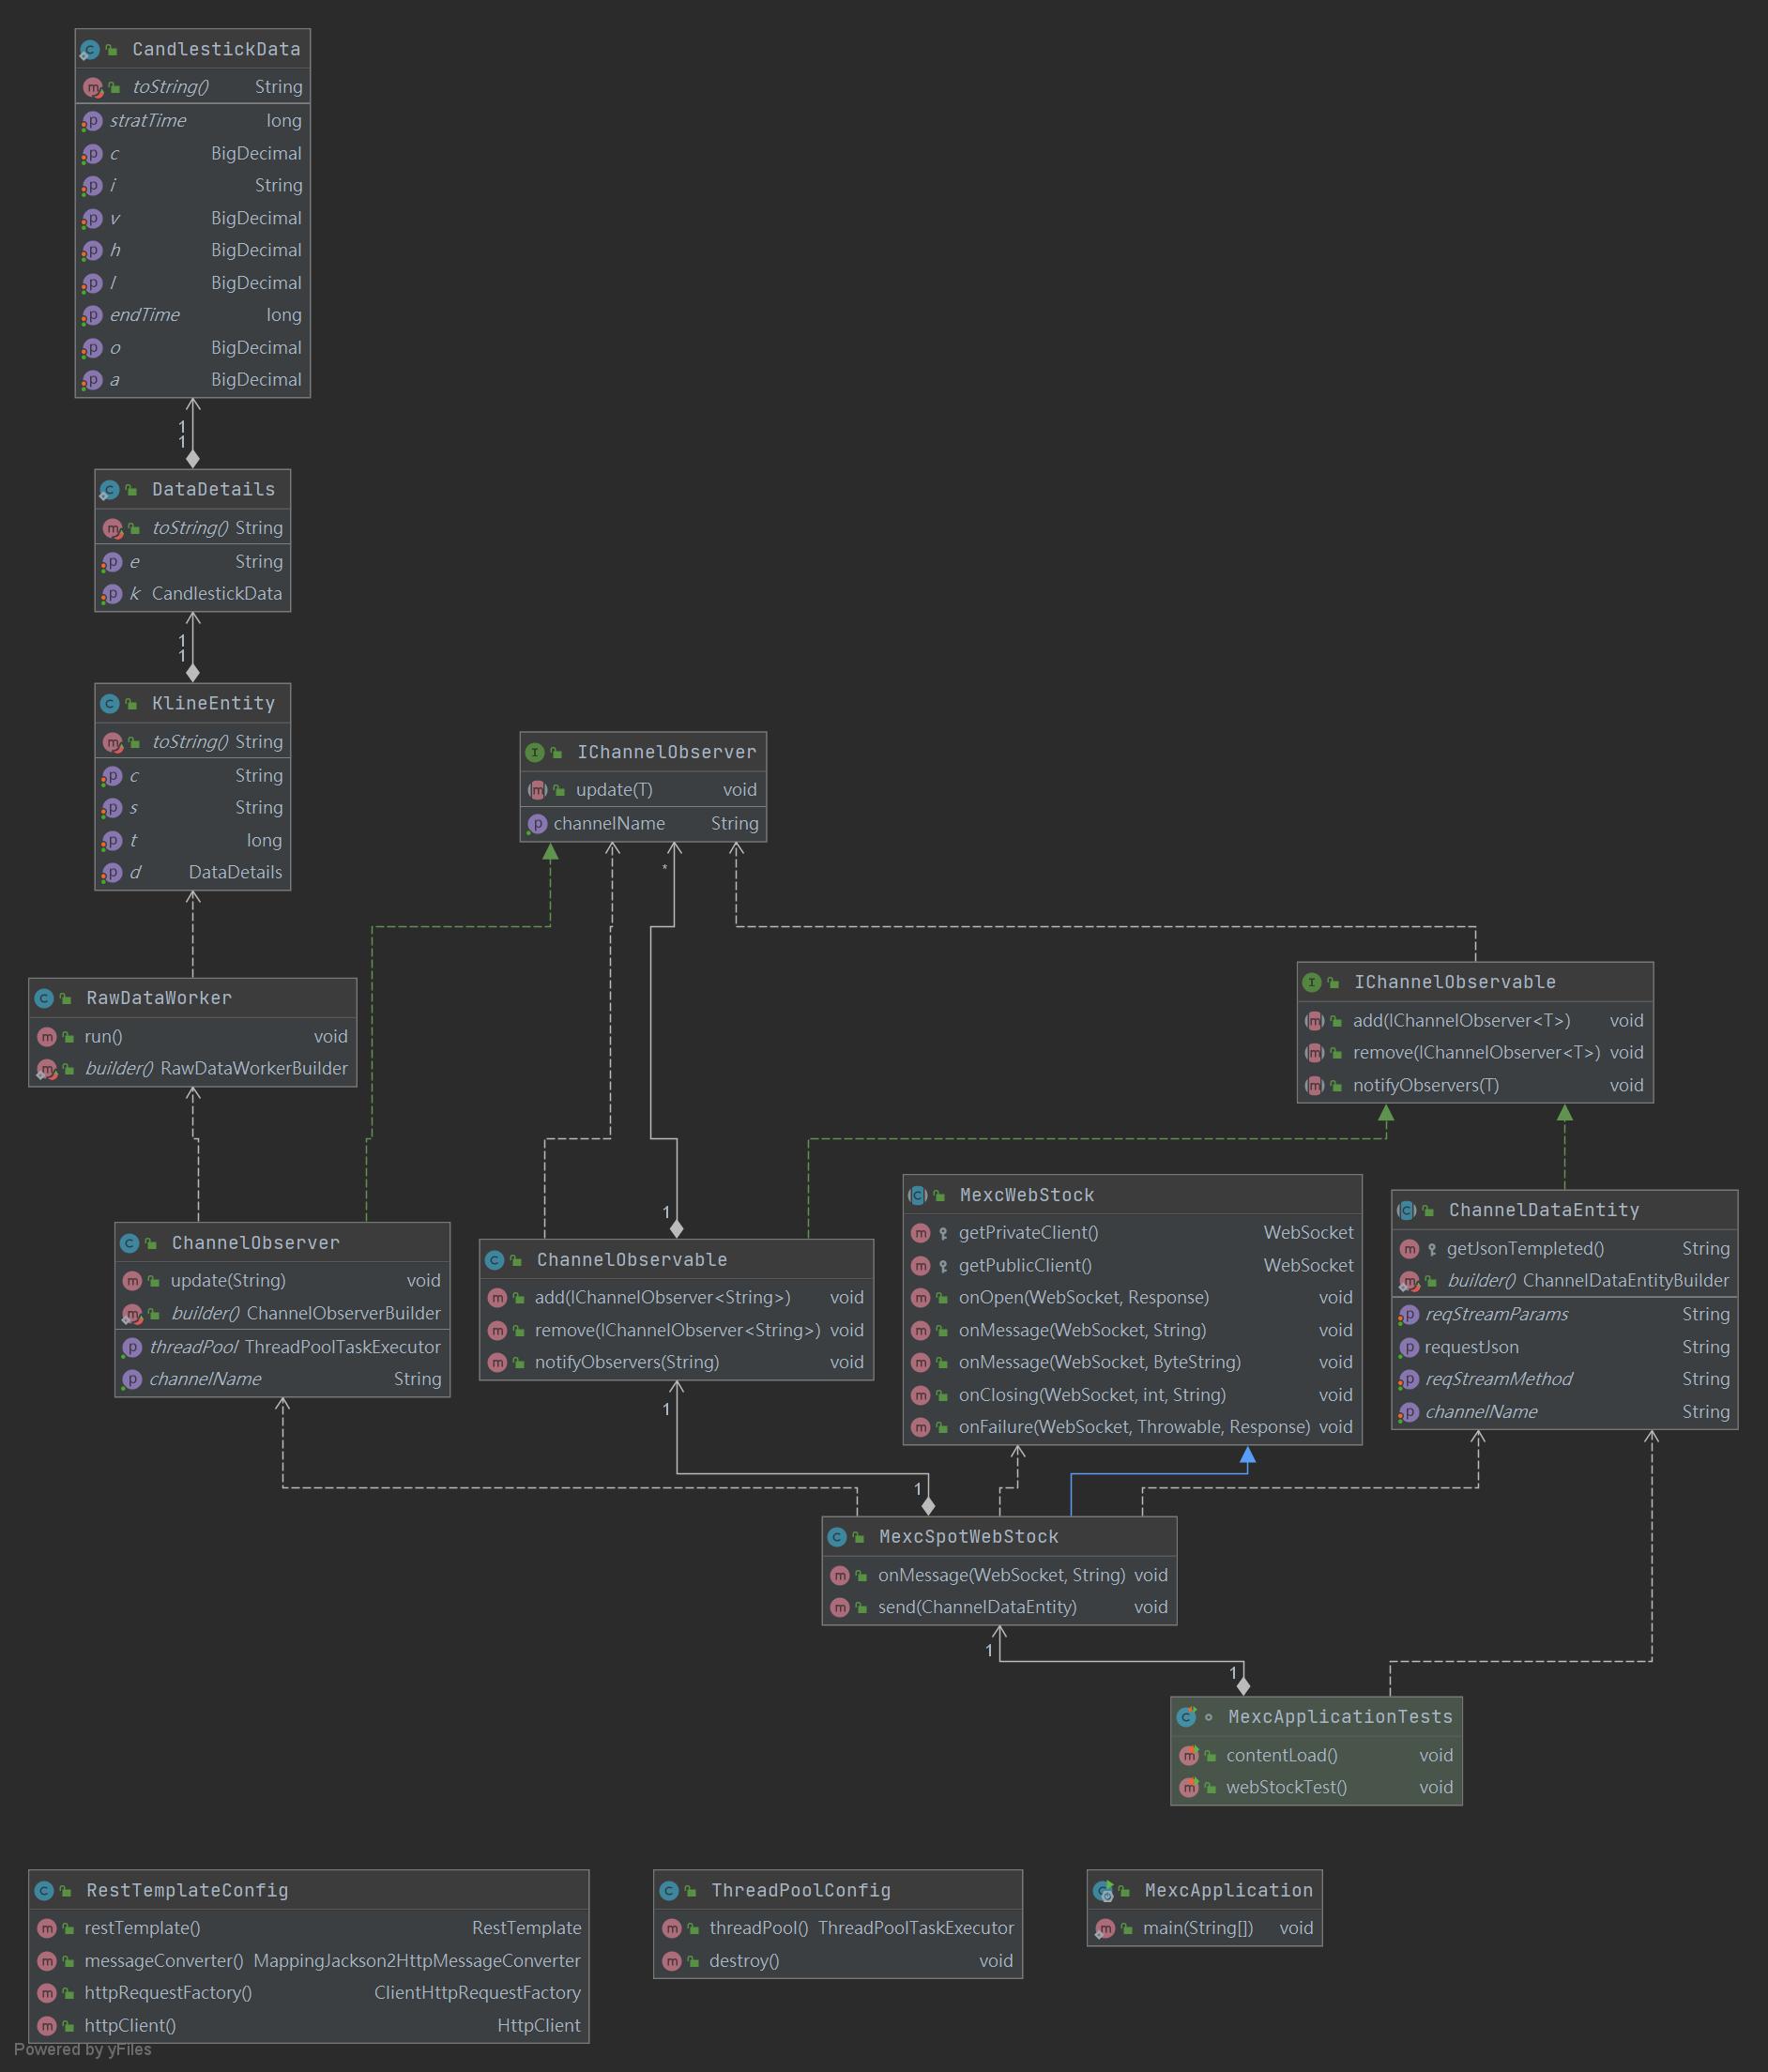 CandlestickData
toString() String
stratTime long
c BigDecimal
i String
v BigDecimal
h BigDecimal
l BigDecimal
endTime long
o BigDecimal
a BigDecimal
1
1
DataDetails
toString() String
e String
k CandlestickData
1
1
KlineEntity
toString() String
c String
s String
t long
d DataDetails
IChannelObserver
update(T) void
channelName String
*
RawDataWorker
run() void
builder() RawDataWorkerBuilder
IChannelObservable
add(IChannelObserver<T>) void
remove(IChannelObserver<T>) void
notifyObservers(T) void
1
ChannelObserver
update(String) void
builder() ChannelObserverBuilder
threadPool ThreadPoolTaskExecutor
channelName String
ChannelObservable
add(IChannelObserver<String>) void
remove(IChannelObserver<String>) void
notifyObservers(String) void
MexcWebStock
getPrivateClient() WebSocket
getPublicClient() WebSocket
onOpen(WebSocket, Response) void
onMessage(WebSocket, String) void
onMessage(WebSocket, ByteString) void
onClosing(WebSocket, int, String) void
onFailure(WebSocket, Throwable, Response) void
ChannelDataEntity
getJsonTempleted() String
builder() ChannelDataEntityBuilder
reqStreamParams String
requestJson String
reqStreamMethod String
channelName String
1
1
MexcSpotWebStock
onMessage(WebSocket, String) void
send(ChannelDataEntity) void
1
1
MexcApplicationTests
contentLoad() void
webStockTest() void
RestTemplateConfig
restTemplate() RestTemplate
messageConverter() MappingJackson2HttpMessageConverter
httpRequestFactory() ClientHttpRequestFactory
httpClient() HttpClient
ThreadPoolConfig
threadPool() ThreadPoolTaskExecutor
destroy() void
MexcApplication
main(String[]) void
Powered by yFiles